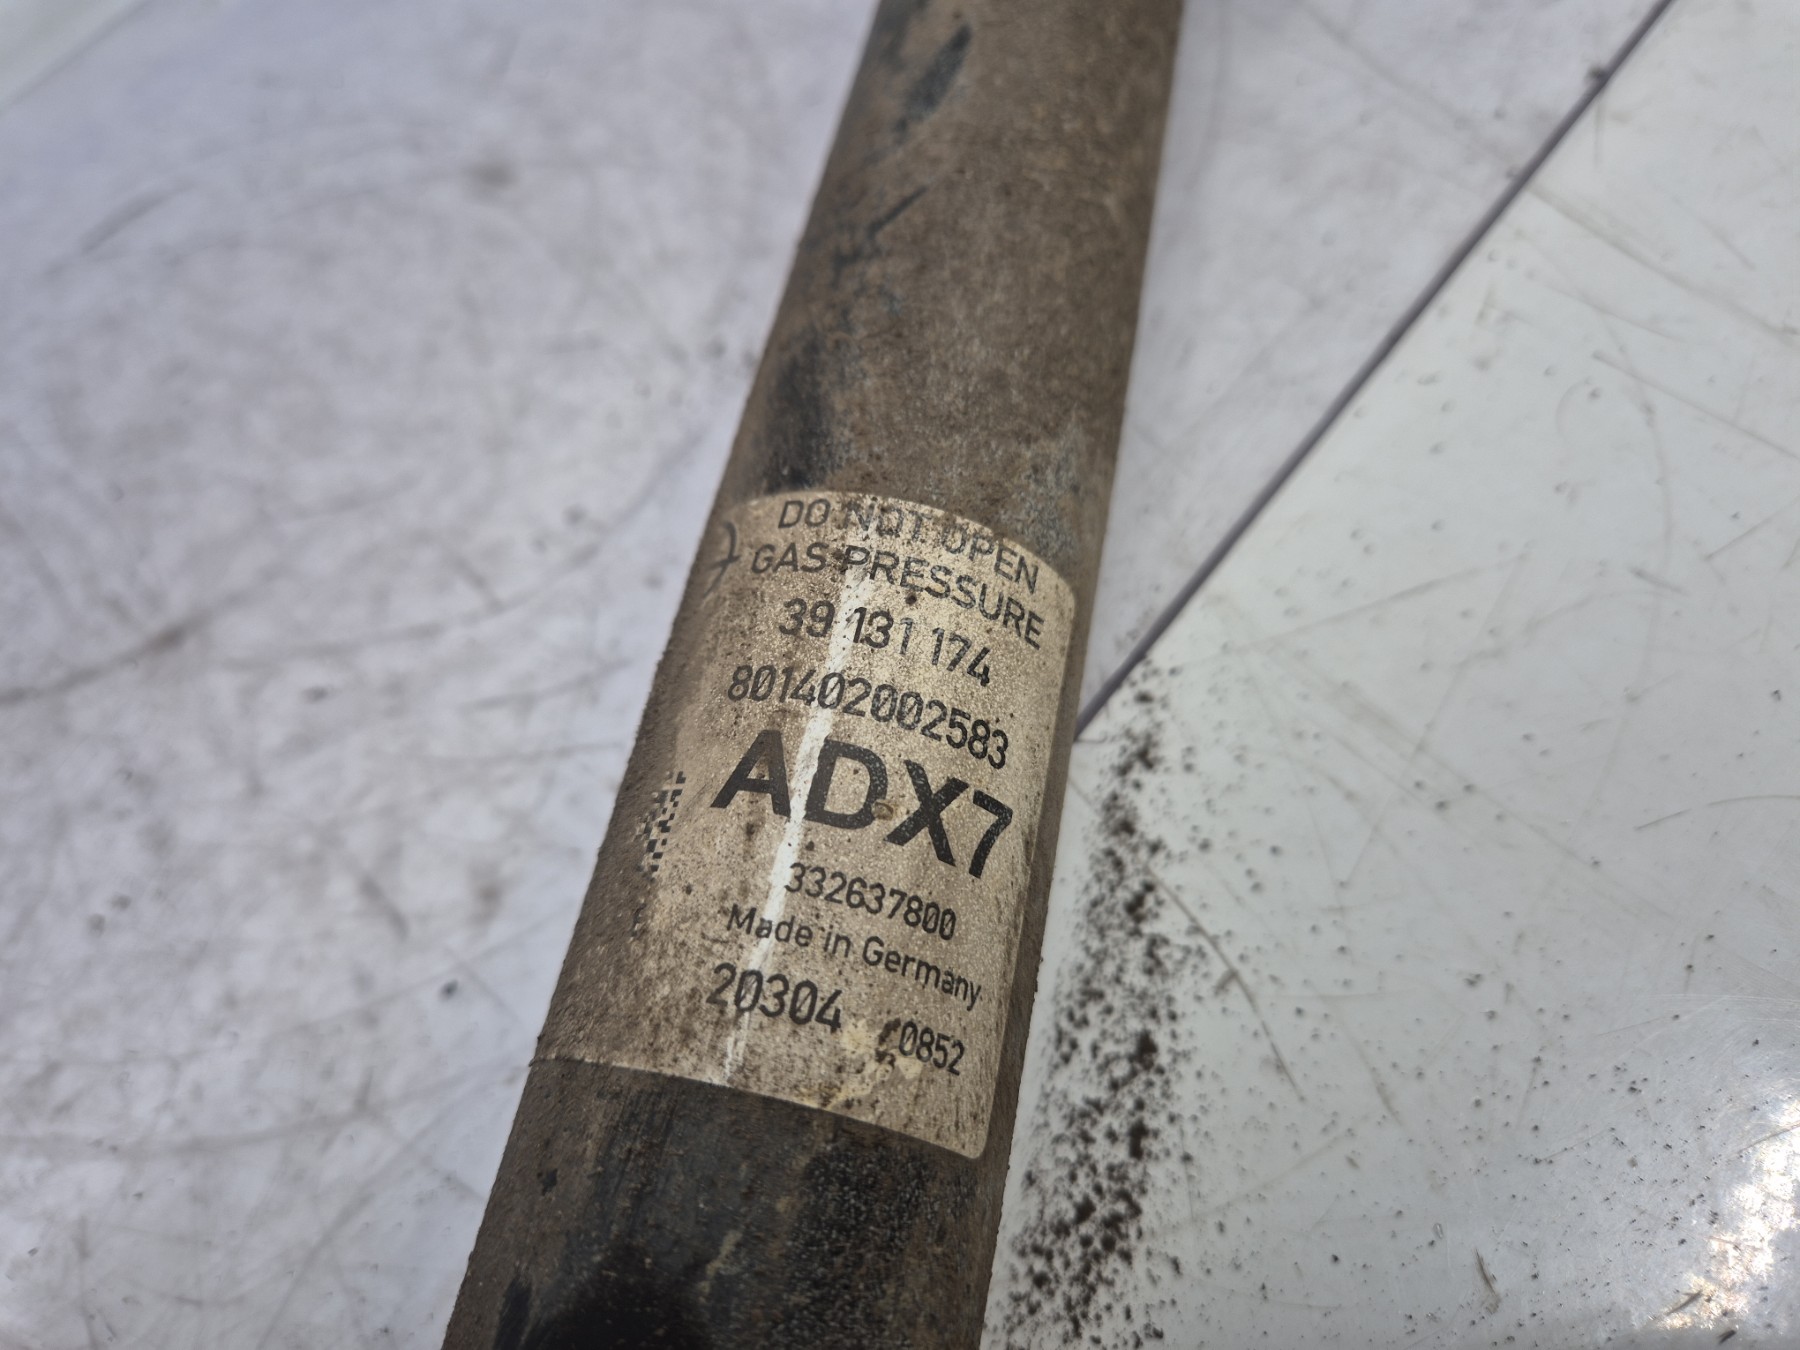 DO NOT OPEN
GAS PRESSURE
39 131 174
801402002583
ADX7
332637800
Made in Germany
20304 0852